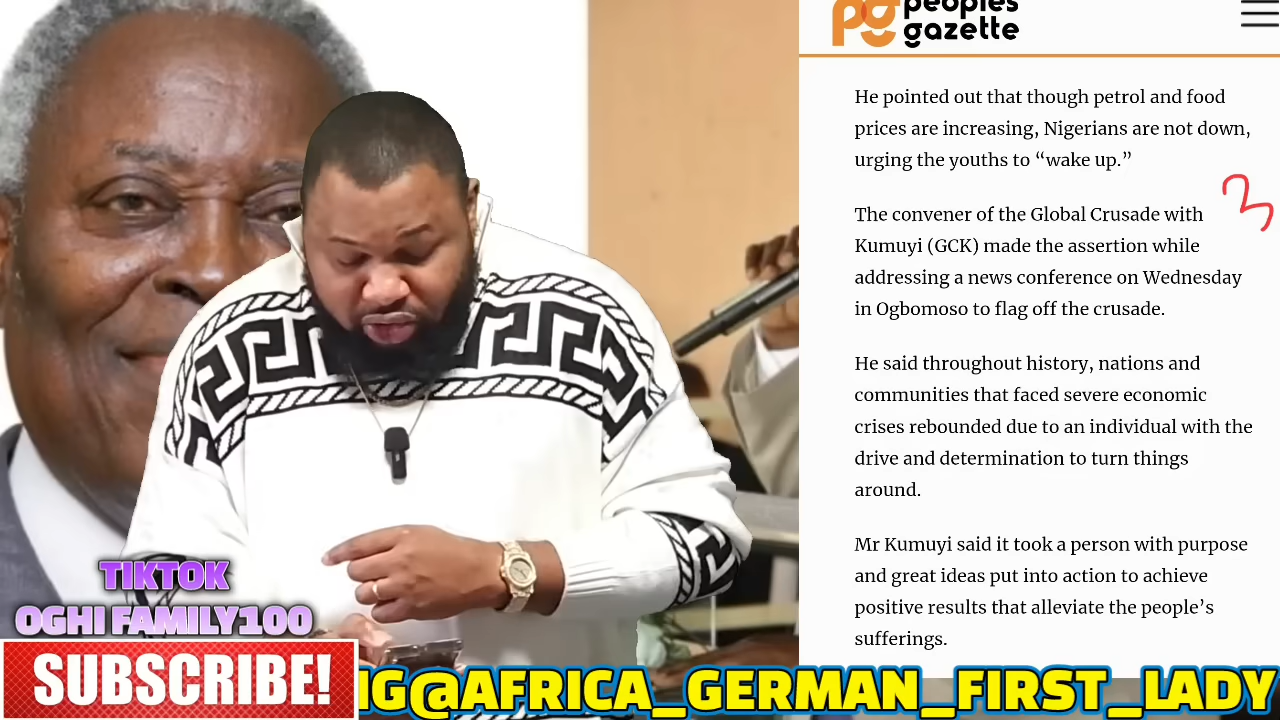 peoples
gazette
He pointed out that though petrol and food
prices are increasing, Nigerians are not down,
urging the youths to “wake up.”
3
The convener of the Global Crusade with
Kumuyi (GCK) made the assertion while
addressing a news conference on Wednesday
in Ogbomoso to flag off the crusade.
He said throughout history, nations and
communities that faced severe economic
crises rebounded due to an individual with the
drive and determination to turn things
around.
Mr Kumuyi said it took a person with purpose
and great ideas put into action to achieve
positive results that alleviate the people’s
sufferings.
TIKTOK
OGHI FAMILY100
SUBSCRIBE!
IG@AFRICA_GERMAN_FIRST_LADY